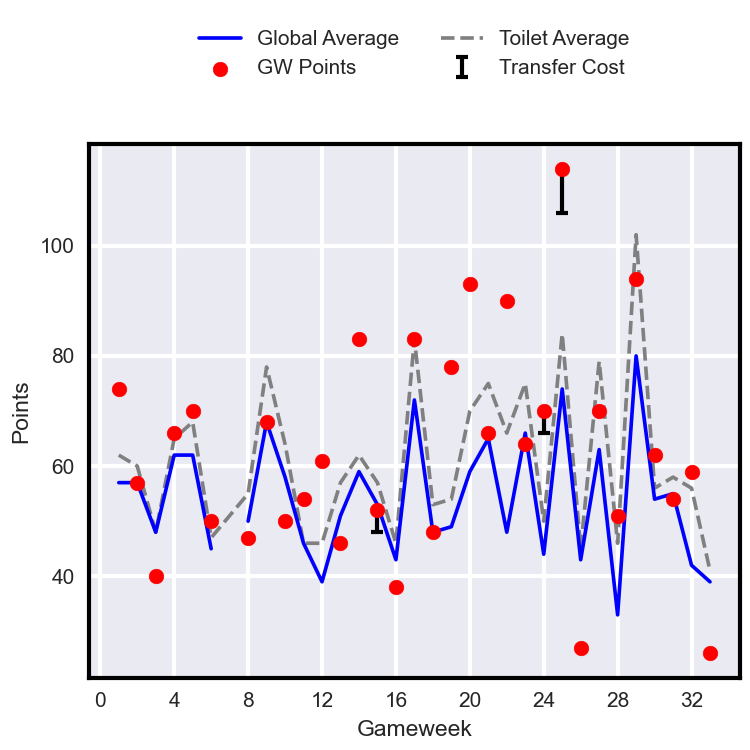 Global Average
Toilet Average
GW Points
Transfer Cost
100
80
60
40
Points
0 4 8 12 16 20 24 28 32
Gameweek